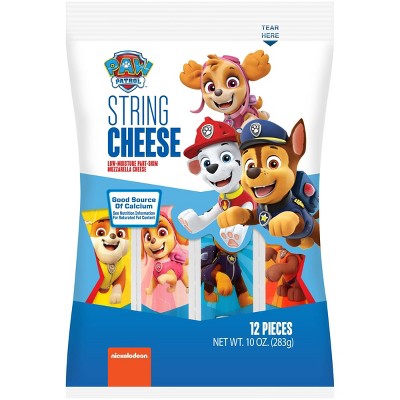 TEAR
HERE
PAW
PATROL
STRING
CHEESE
LOW-MOISTURE PART-SKIM
MOZZARELLA CHEESE
Good Source
Of Calcium
See Nutrition Information
For Saturated Fat Content
12 PIECES
NET WT. 10 OZ. (283g)
nickelodeon